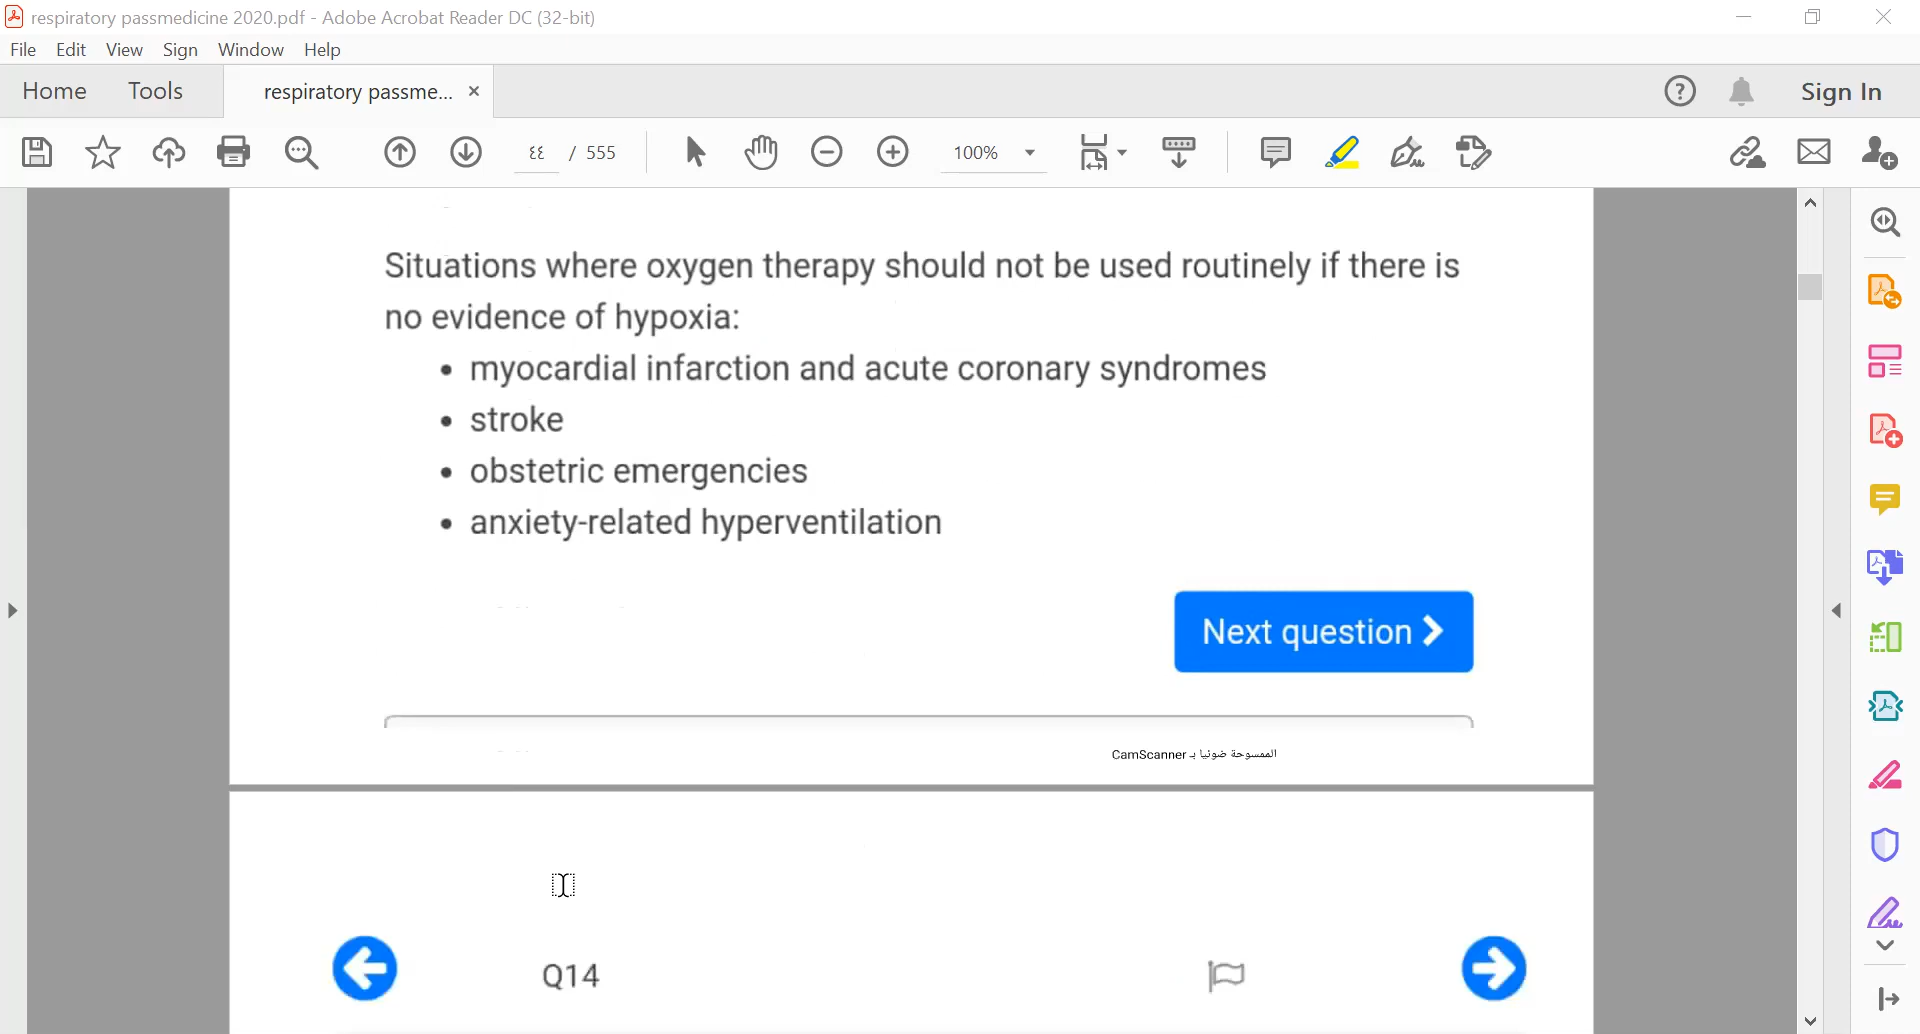 respiratory passmedicine 2020.pdf - Adobe Acrobat Reader DC (32-bit)
File Edit View Sign Window Help
Home Tools respiratory passme... × Sign In
٤٤ / 555 100%
Situations where oxygen therapy should not be used routinely if there is
no evidence of hypoxia:
• myocardial infarction and acute coronary syndromes
• stroke
• obstetric emergencies
• anxiety-related hyperventilation
Next question
الممسوحة ضوئيا بـ CamScanner
Q14